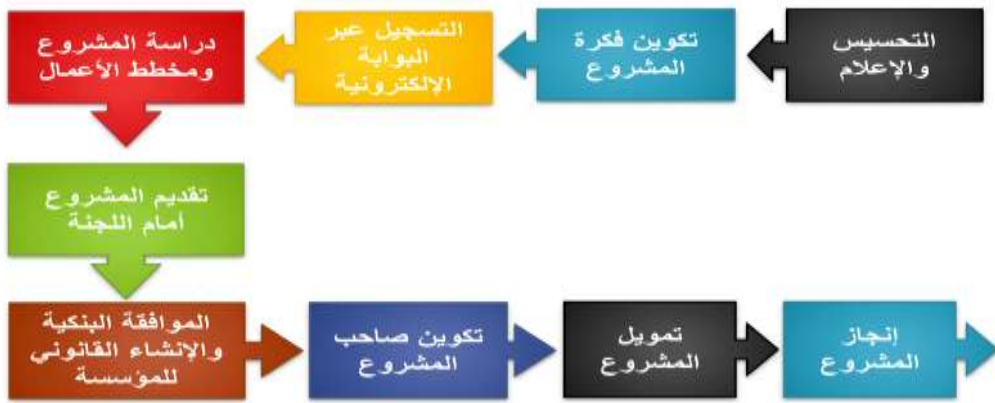 التحسيس
والإعلام
تكوين فكرة
المشروع
التسجيل عبر
البوابة
الإلكترونية
دراسة المشروع
ومخطط الأعمال
تقديم المشروع
أمام اللجنة
الموافقة البنكية
والإنشاء القانوني
للمؤسسة
تكوين صاحب
المشروع
تمويل
المشروع
إنجاز
المشروع